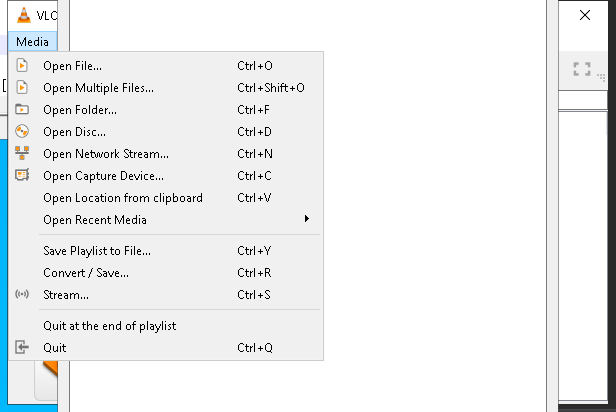 VLC
Media
Open File... Ctrl+O
Open Multiple Files... Ctrl+Shift+O
Open Folder... Ctrl+F
Open Disc... Ctrl+D
Open Network Stream... Ctrl+N
Open Capture Device... Ctrl+C
Open Location from clipboard Ctrl+V
Open Recent Media
Save Playlist to File... Ctrl+Y
Convert / Save... Ctrl+R
Stream... Ctrl+S
Quit at the end of playlist
Quit Ctrl+Q